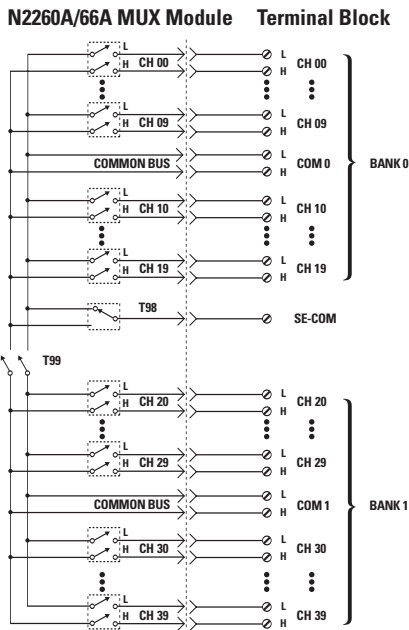 N2260A/66A MUX Module Terminal Block
L L
H CH 00 H CH 00
L L
H CH 09 H CH 09
COMMON BUS L H COM 0 BANK 0
L L
H CH 10 H CH 10
L L
H CH 19 H CH 19
T98 SE-COM
T99
L L
H CH 20 H CH 20
L L
H CH 29 H CH 29
COMMON BUS L H COM 1 BANK 1
L L
H CH 30 H CH 30
L L
H CH 39 H CH 39